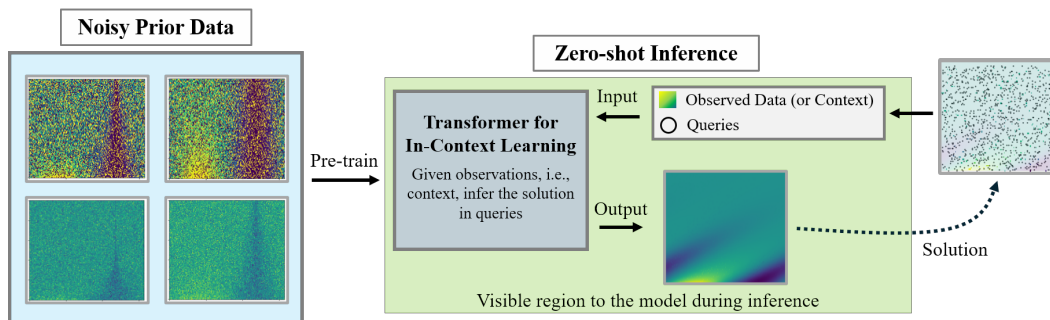 Noisy Prior Data
Pre-train
Zero-shot Inference
Transformer for
In-Context Learning
Given observations, i.e.,
context, infer the solution
in queries
Input
Observed Data (or Context)
Queries
Output
Solution
Visible region to the model during inference